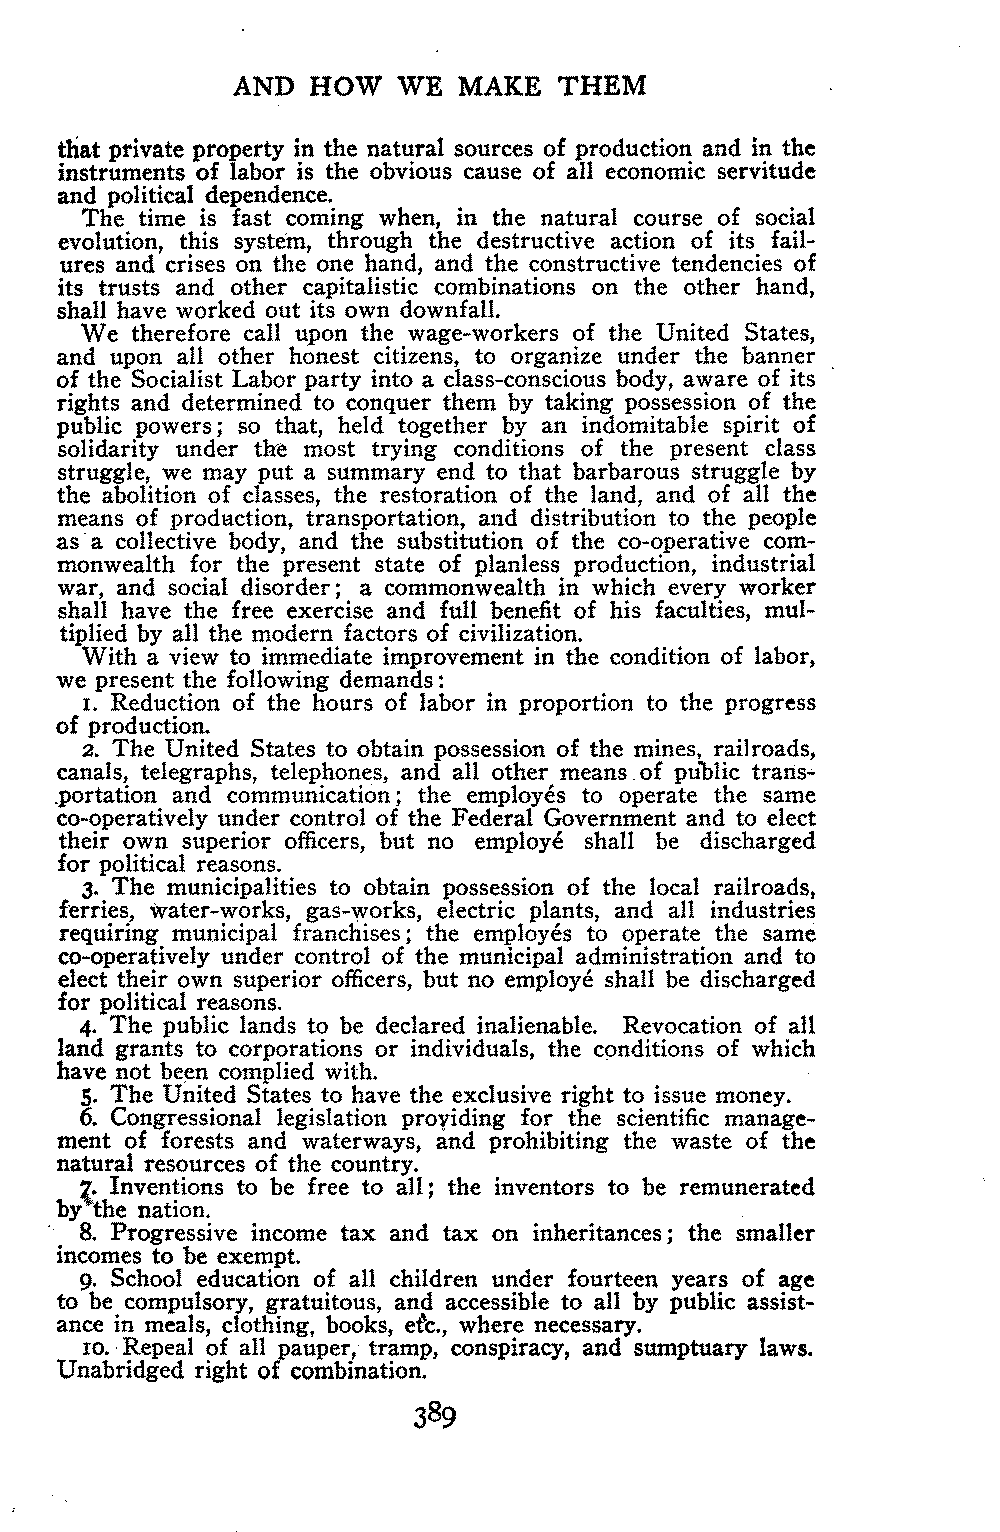 AND HOW WE MAKE THEM
that private property in the natural sources of production and in the
instruments of labor is the obvious cause of all economic servitude
and political dependence.
The time is fast coming when, in the natural course of social
evolution, this system, through the destructive action of its fail-
ures and crises on the one hand, and the constructive tendencies of
its trusts and other capitalistic combinations on the other hand,
shall have worked out its own downfall.
We therefore call upon the wage-workers of the United States,
and upon all other honest citizens, to organize under the banner
of the Socialist Labor party into a class-conscious body, aware of its
rights and determined to conquer them by taking possession of the
public powers; so that, held together by an indomitable spirit of
solidarity under the most trying conditions of the present class
struggle, we may put a summary end to that barbarous struggle by
the abolition of classes, the restoration of the land, and of all the
means of production, transportation, and distribution to the people
as a collective body, and the substitution of the co-operative com-
monwealth for the present state of planless production, industrial
war, and social disorder; a commonwealth in which every worker
shall have the free exercise and full benefit of his faculties, mul-
tiplied by all the modern factors of civilization.
With a view to immediate improvement in the condition of labor,
we present the following demands:
1. Reduction of the hours of labor in proportion to the progress
of production.
2. The United States to obtain possession of the mines, railroads,
canals, telegraphs, telephones, and all other means of public trans-
portation and communication; the employés to operate the same
co-operatively under control of the Federal Government and to elect
their own superior officers, but no employé shall be discharged
for political reasons.
3. The municipalities to obtain possession of the local railroads,
ferries, water-works, gas-works, electric plants, and all industries
requiring municipal franchises; the employés to operate the same
co-operatively under control of the municipal administration and to
elect their own superior officers, but no employé shall be discharged
for political reasons.
4. The public lands to be declared inalienable. Revocation of all
land grants to corporations or individuals, the conditions of which
have not been complied with.
5. The United States to have the exclusive right to issue money.
6. Congressional legislation providing for the scientific manage-
ment of forests and waterways, and prohibiting the waste of the
natural resources of the country.
7. Inventions to be free to all; the inventors to be remunerated
by the nation.
8. Progressive income tax and tax on inheritances; the smaller
incomes to be exempt.
9. School education of all children under fourteen years of age
to be compulsory, gratuitous, and accessible to all by public assist-
ance in meals, clothing, books, etc., where necessary.
10. Repeal of all pauper, tramp, conspiracy, and sumptuary laws.
Unabridged right of combination.
389